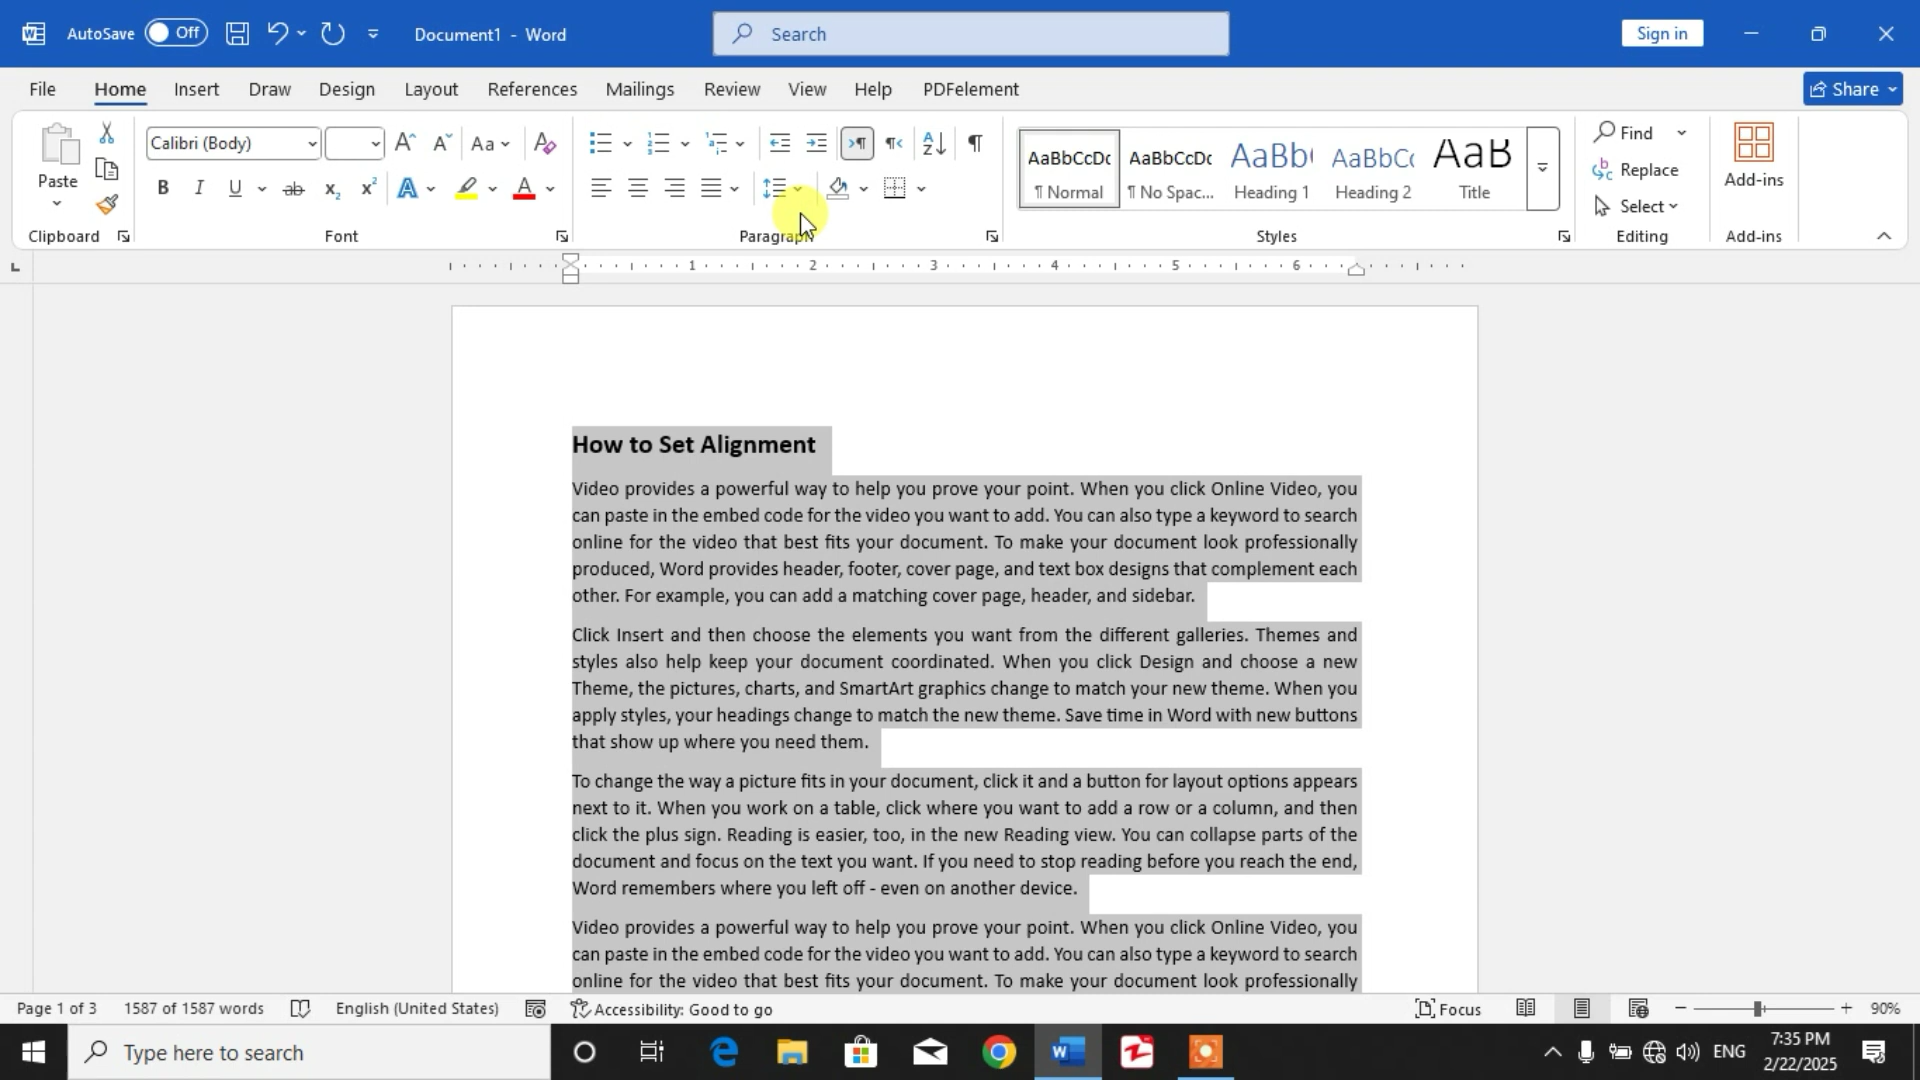 AutoSave Off Document1 - Word Search Sign in
File Home Insert Draw Design Layout References Mailings Review View Help PDFelement Share
Paste
Clipboard
Calibri (Body)
Font
Paragraph
AaBbCcDc AaBbCcDc AaBb( AaBbCc AaB
¶ Normal ¶ No Spac... Heading 1 Heading 2 Title
Styles
Find
Replace
Select
Editing
Add-ins
Add-ins
1 2 3 4 5 6
How to Set Alignment
Video provides a powerful way to help you prove your point. When you click Online Video, you
can paste in the embed code for the video you want to add. You can also type a keyword to search
online for the video that best fits your document. To make your document look professionally
produced, Word provides header, footer, cover page, and text box designs that complement each
other. For example, you can add a matching cover page, header, and sidebar.
Click Insert and then choose the elements you want from the different galleries. Themes and
styles also help keep your document coordinated. When you click Design and choose a new
Theme, the pictures, charts, and SmartArt graphics change to match your new theme. When you
apply styles, your headings change to match the new theme. Save time in Word with new buttons
that show up where you need them.
To change the way a picture fits in your document, click it and a button for layout options appears
next to it. When you work on a table, click where you want to add a row or a column, and then
click the plus sign. Reading is easier, too, in the new Reading view. You can collapse parts of the
document and focus on the text you want. If you need to stop reading before you reach the end,
Word remembers where you left off - even on another device.
Video provides a powerful way to help you prove your point. When you click Online Video, you
can paste in the embed code for the video you want to add. You can also type a keyword to search
online for the video that best fits your document. To make your document look professionally
Page 1 of 3 1587 of 1587 words English (United States) Accessibility: Good to go Focus 90%
Type here to search ENG 7:35 PM
2/22/2025